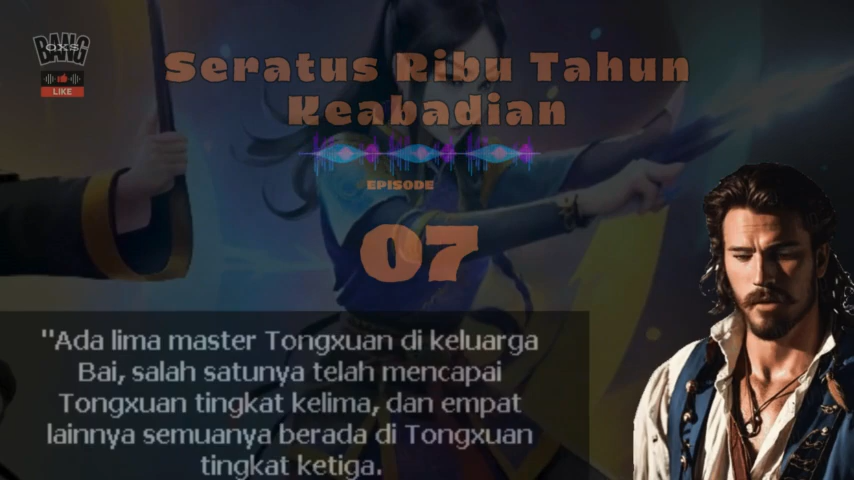 BANG
OXS
LIKE
Seratus Ribu Tahun
Keabadian
EPISODE
07
"Ada lima master Tongxuan di keluarga
Bai, salah satunya telah mencapai
Tongxuan tingkat kelima, dan empat
lainnya semuanya berada di Tongxuan
tingkat ketiga.